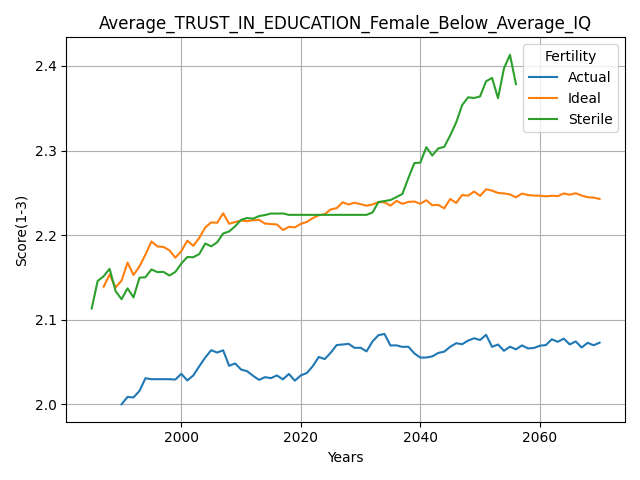 Average_TRUST_IN_EDUCATION_Female_Below_Average_IQ
Fertility
Actual
Ideal
Sterile
Score(1-3)
2.4
2.3
2.2
2.1
2.0
2000
2020
2040
2060
Years